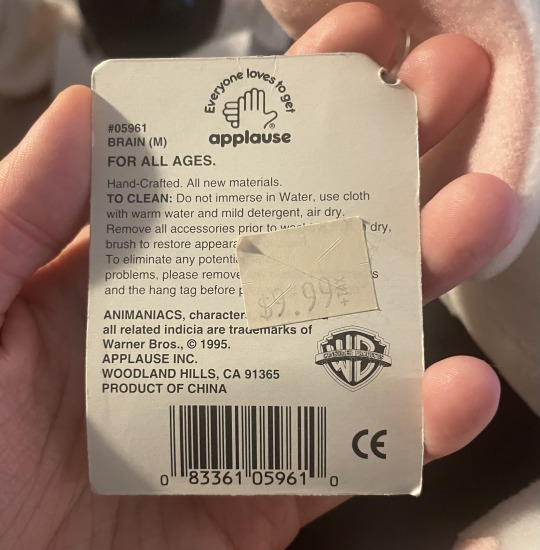 Everyone loves to get
applause
#05961
BRAIN (M)
FOR ALL AGES.
Hand-Crafted. All new materials.
TO CLEAN: Do not immerse in Water, use cloth
with warm water and mild detergent, air dry.
Remove all accessories prior to dry,
brush to restore
To eliminate any
problems, please
and the hang tag before
ANIMANIACS,
all related indicia are trademarks of
Warner Bros., © 1995.
APPLAUSE INC.
WOODLAND HILLS, CA 91365
PRODUCT OF CHINA
WB
CE
0 83361 05961 0